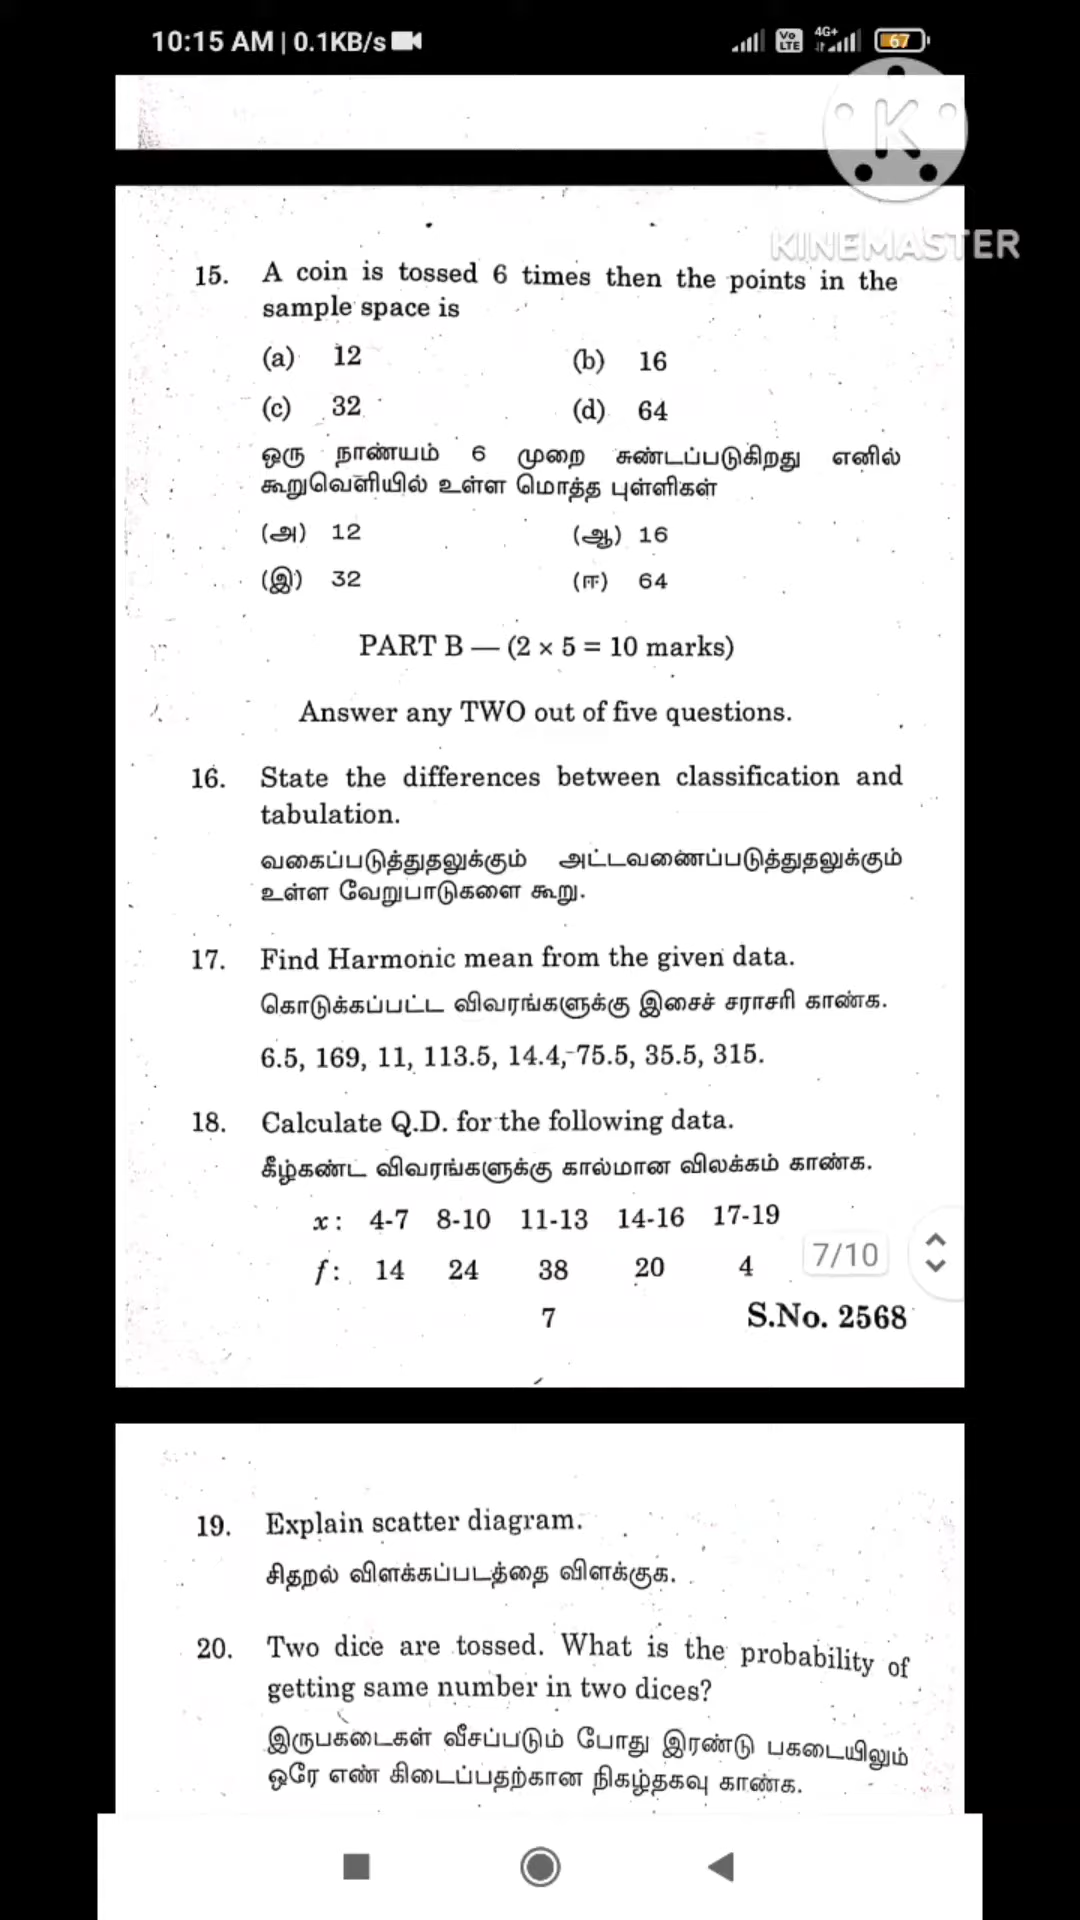 10:15 AM | 0.1KB/s
Vo LTE 4G+ 67
K
KINEMASTER
15. A coin is tossed 6 times then the points in the
sample space is
(a) 12 (b) 16
(c) 32 (d) 64
ஒரு நாண்யம் 6 முறை சுண்டப்படுகிறது எனில்
கூறுவெளியில் உள்ள மொத்த புள்ளிகள்
(அ) 12 (ஆ) 16
(இ) 32 (ஈ) 64
PART B — (2 × 5 = 10 marks)
Answer any TWO out of five questions.
16. State the differences between classification and
tabulation.
வகைப்படுத்துதலுக்கும் அட்டவணைப்படுத்துதலுக்கும்
உள்ள வேறுபாடுகளை கூறு.
17. Find Harmonic mean from the given data.
கொடுக்கப்பட்ட விவரங்களுக்கு இசைச் சராசரி காண்க.
6.5, 169, 11, 113.5, 14.4, 75.5, 35.5, 315.
18. Calculate Q.D. for the following data.
கீழ்கண்ட விவரங்களுக்கு கால்மான விலக்கம் காண்க.
x : 4-7 8-10 11-13 14-16 17-19
7/10
f : 14 24 38 20 4
7 S.No. 2568
19. Explain scatter diagram.
சிதறல் விளக்கப்படத்தை விளக்குக.
20. Two dice are tossed. What is the probability of
getting same number in two dices?
இருபகடைகள் வீசப்படும் போது இரண்டு பகடையிலும்
ஒரே எண் கிடைப்பதற்கான நிகழ்தகவு காண்க.